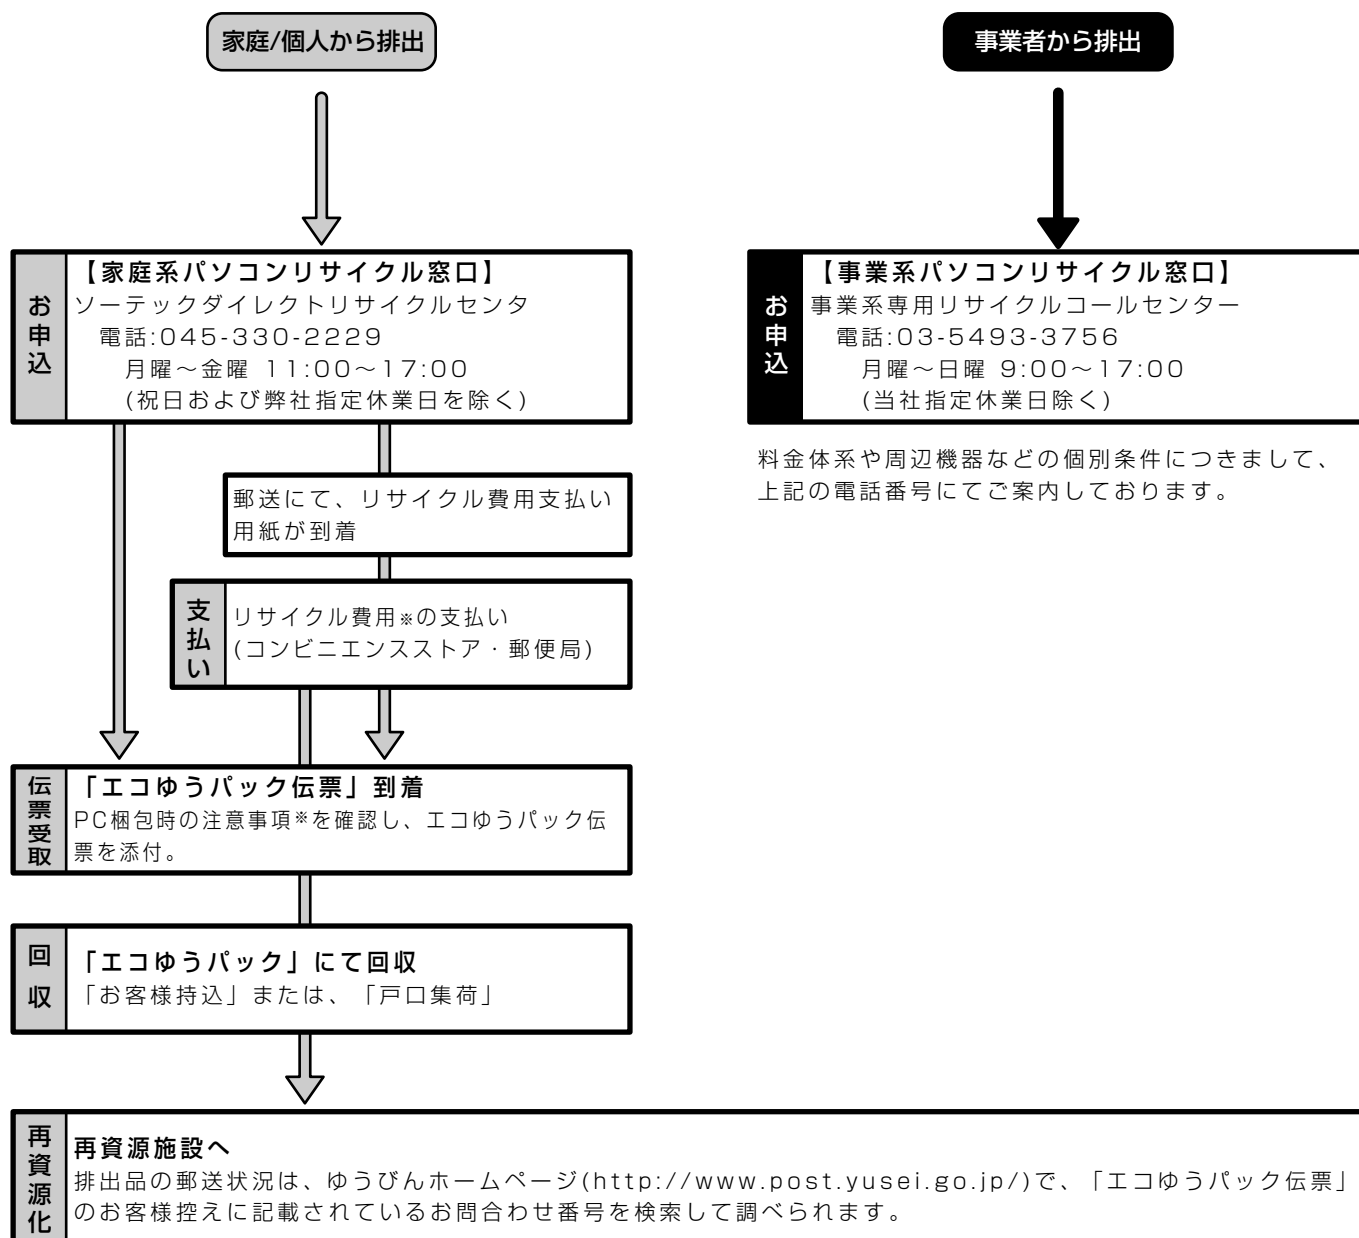 家庭/個人から排出
事業者から排出
お申込
【家庭系パソコンリサイクル窓口】
ソーテックダイレクトリサイクルセンタ
電話:045-330-2229
月曜～金曜 11:00～17:00
(祝日および弊社指定休業日を除く)
お申込
【事業系パソコンリサイクル窓口】
事業系専用リサイクルコールセンター
電話:03-5493-3756
月曜～日曜 9:00～17:00
(当社指定休業日除く)
料金体系や周辺機器などの個別条件につきまして、
上記の電話番号にてご案内しております。
郵送にて、リサイクル費用支払い
用紙が到着
支払い
リサイクル費用※の支払い
(コンビニエンスストア・郵便局)
伝票受取
「エコゆうパック伝票」到着
PC梱包時の注意事項※を確認し、エコゆうパック伝
票を添付。
回収
「エコゆうパック」にて回収
「お客様持込」または、「戸口集荷」
再資源化
再資源施設へ
排出品の郵送状況は、ゆうびんホームページ(http://www.post.yusei.go.jp/)で、「エコゆうパック伝票」
のお客様控えに記載されているお問合わせ番号を検索して調べられます。